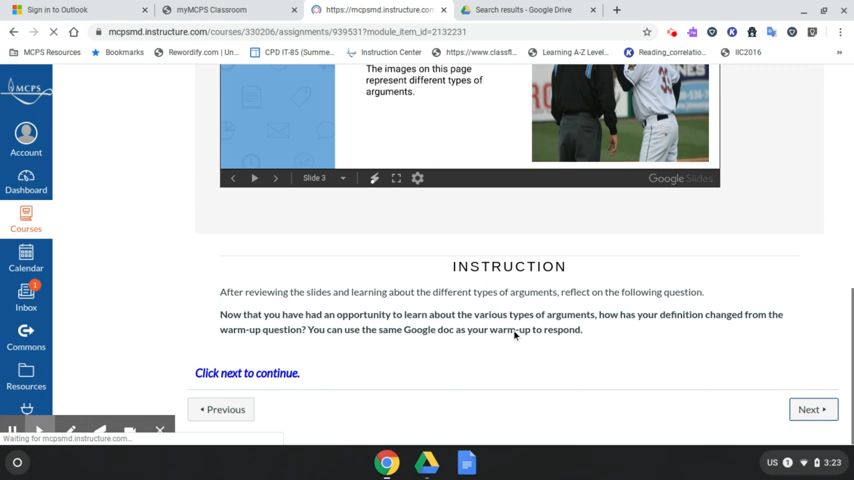 Sign in to Outlook
myMCPS Classroom
https://mcpsmd.instructure.com
Search results - Google Drive
mcpsmd.instructure.com/courses/330206/assignments/939531?module_item_id=2132231
MCPS Resources
Bookmarks
Rewordify.com | Un...
CPD IT-85 (Summe...
Instruction Center
https://www.classfl...
Learning A-Z Level...
Reading_correlatio...
IIC2016
»
MCPS
Account
Dashboard
Courses
Calendar
1
Inbox
Commons
Resources
The images on this page
represent different types of
arguments.
Slide 3
Google Slides
INSTRUCTION
After reviewing the slides and learning about the different types of arguments, reflect on the following question.
Now that you have had an opportunity to learn about the various types of arguments, how has your definition changed from the
warm-up question? You can use the same Google doc as your warm-up to respond.
Click next to continue.
Previous
Next
Waiting for mcpsmd.instructure.com...
US
1
3:23